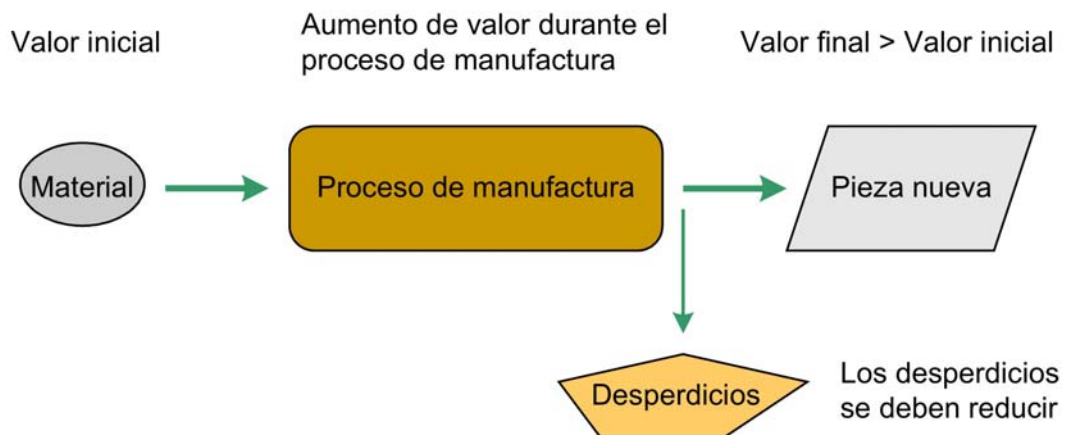 Valor inicial
Aumento de valor durante el
proceso de manufactura
Valor final > Valor inicial
Material
Proceso de manufactura
Pieza nueva
Desperdicios
Los desperdicios
se deben reducir